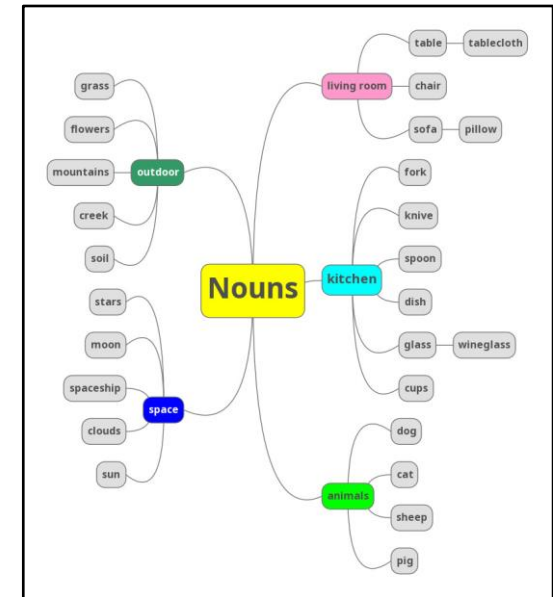 Nouns
living room
table
tablecloth
chair
sofa
pillow
kitchen
fork
knive
spoon
dish
glass
wineglass
cups
animals
dog
cat
sheep
pig
outdoor
grass
flowers
mountains
creek
soil
space
stars
moon
spaceship
clouds
sun